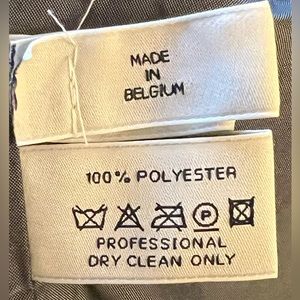 MADE
IN
BELGIUM
100% POLYESTER
P
PROFESSIONAL
DRY CLEAN ONLY